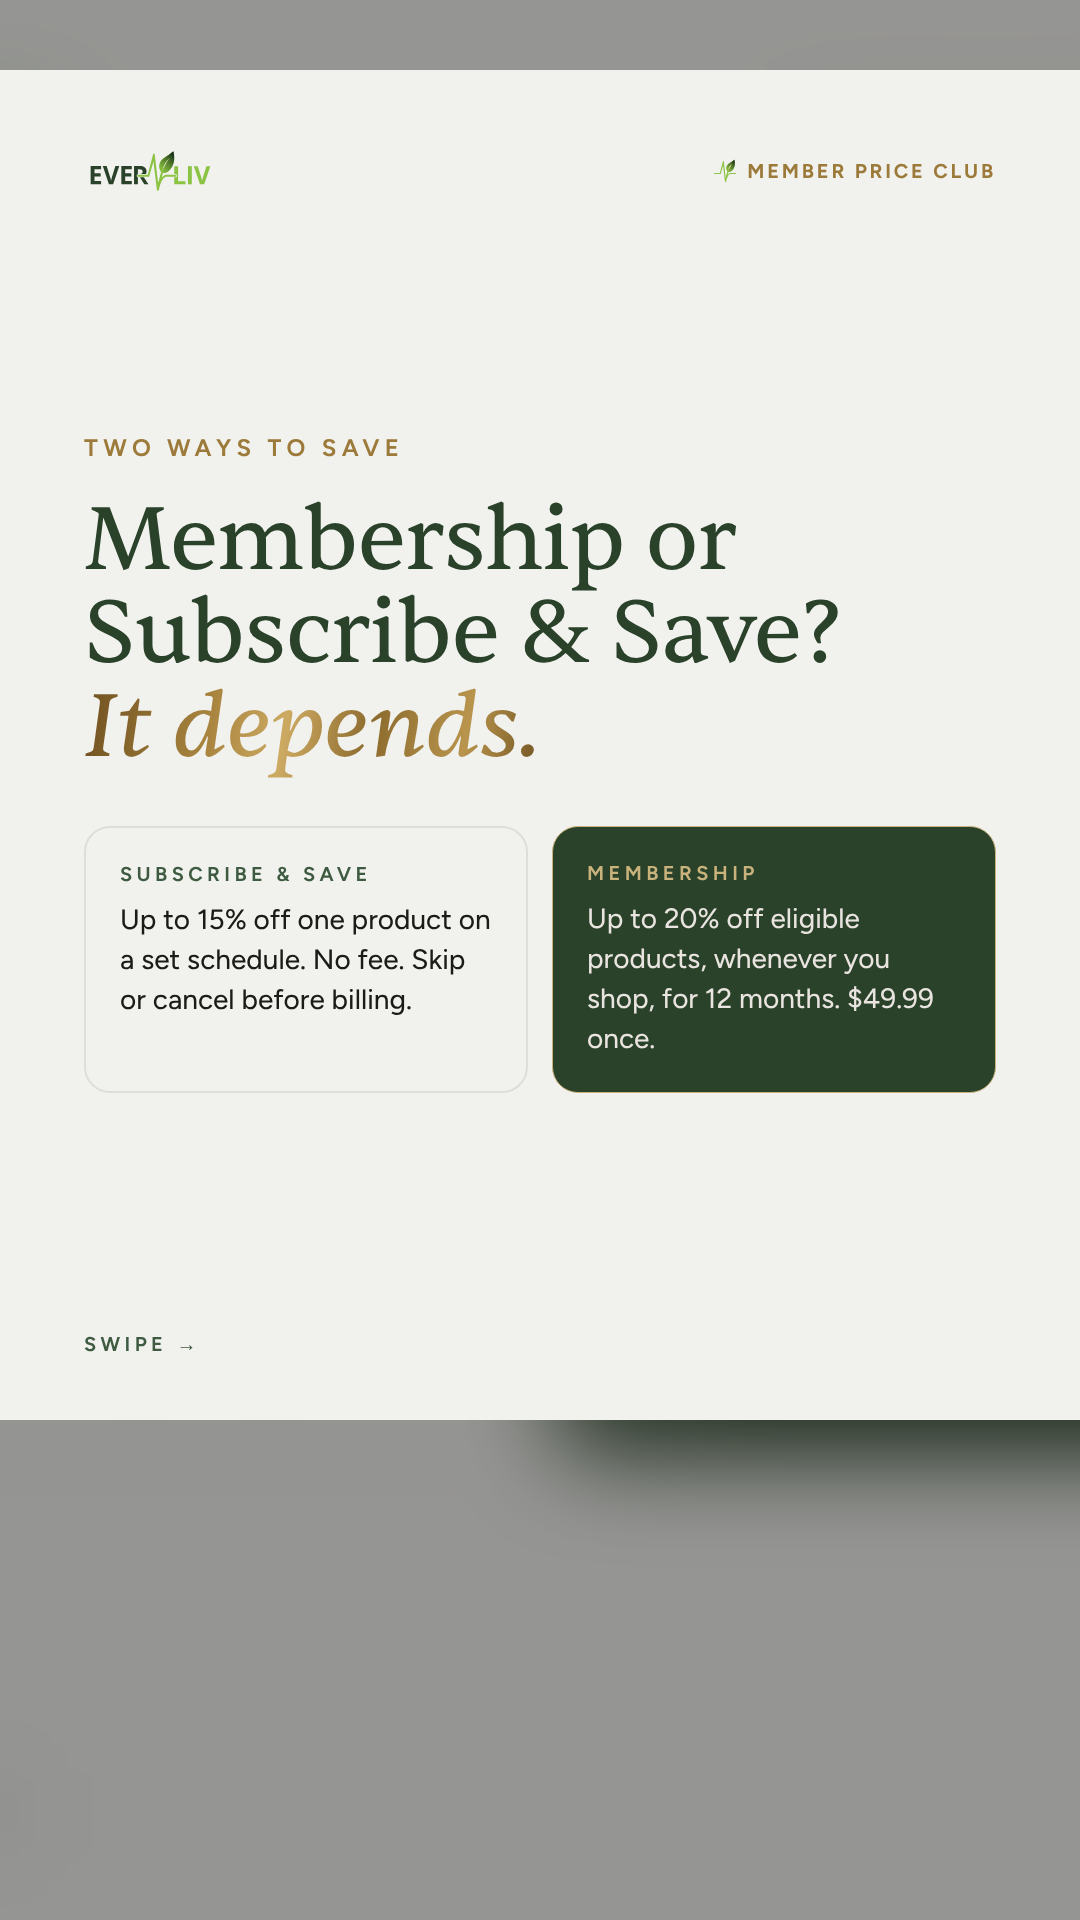 EVERLIV
MEMBER PRICE CLUB
TWO WAYS TO SAVE
Membership or
Subscribe & Save?
It depends.
SUBSCRIBE & SAVE
Up to 15% off one product on
a set schedule. No fee. Skip
or cancel before billing.
MEMBERSHIP
Up to 20% off eligible
products, whenever you
shop, for 12 months. $49.99
once.
SWIPE →